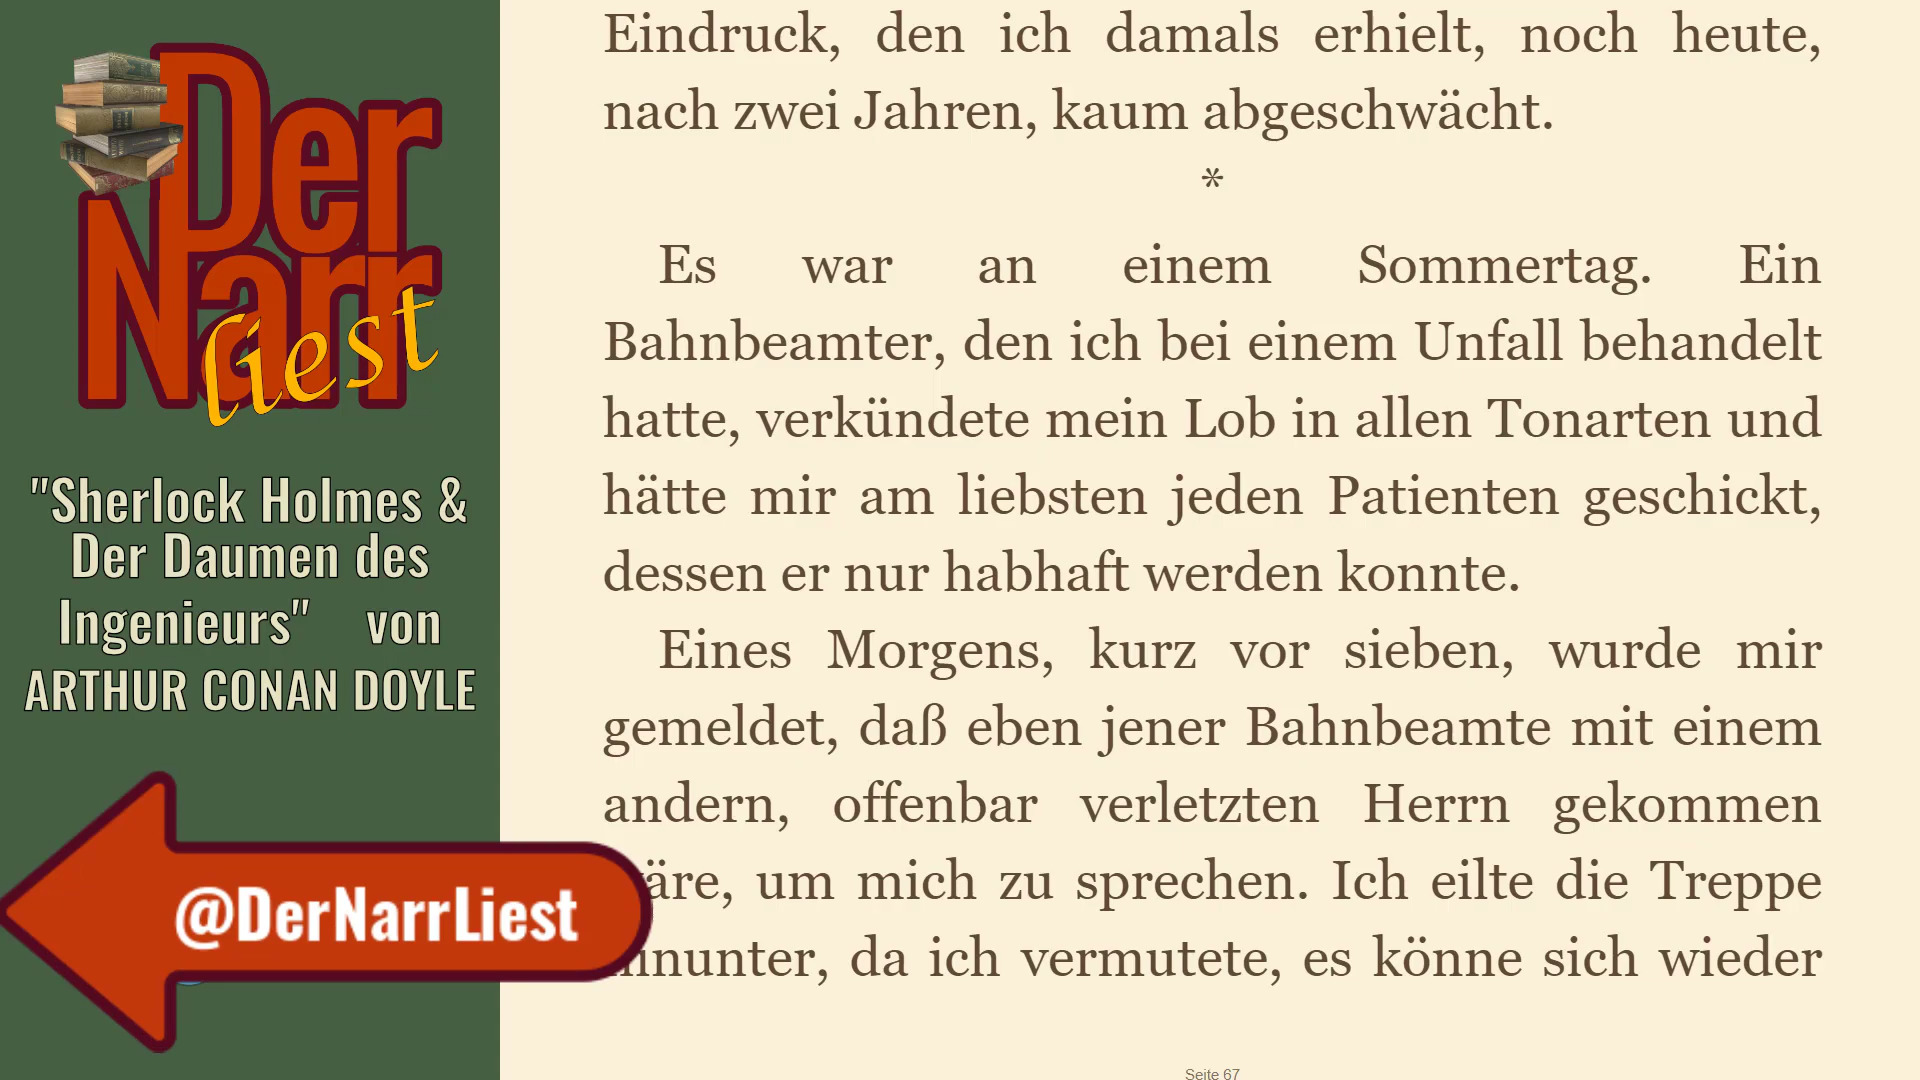 Der
Narr
liest
"Sherlock Holmes &
Der Daumen des
Ingenieurs" von
ARTHUR CONAN DOYLE
@DerNarrLiest
Eindruck, den ich damals erhielt, noch heute,
nach zwei Jahren, kaum abgeschwächt.
*
Es war an einem Sommertag. Ein
Bahnbeamter, den ich bei einem Unfall behandelt
hatte, verkündete mein Lob in allen Tonarten und
hätte mir am liebsten jeden Patienten geschickt,
dessen er nur habhaft werden konnte.
Eines Morgens, kurz vor sieben, wurde mir
gemeldet, daß eben jener Bahnbeamte mit einem
andern, offenbar verletzten Herrn gekommen
äre, um mich zu sprechen. Ich eilte die Treppe
inunter, da ich vermutete, es könne sich wieder
Seite 67